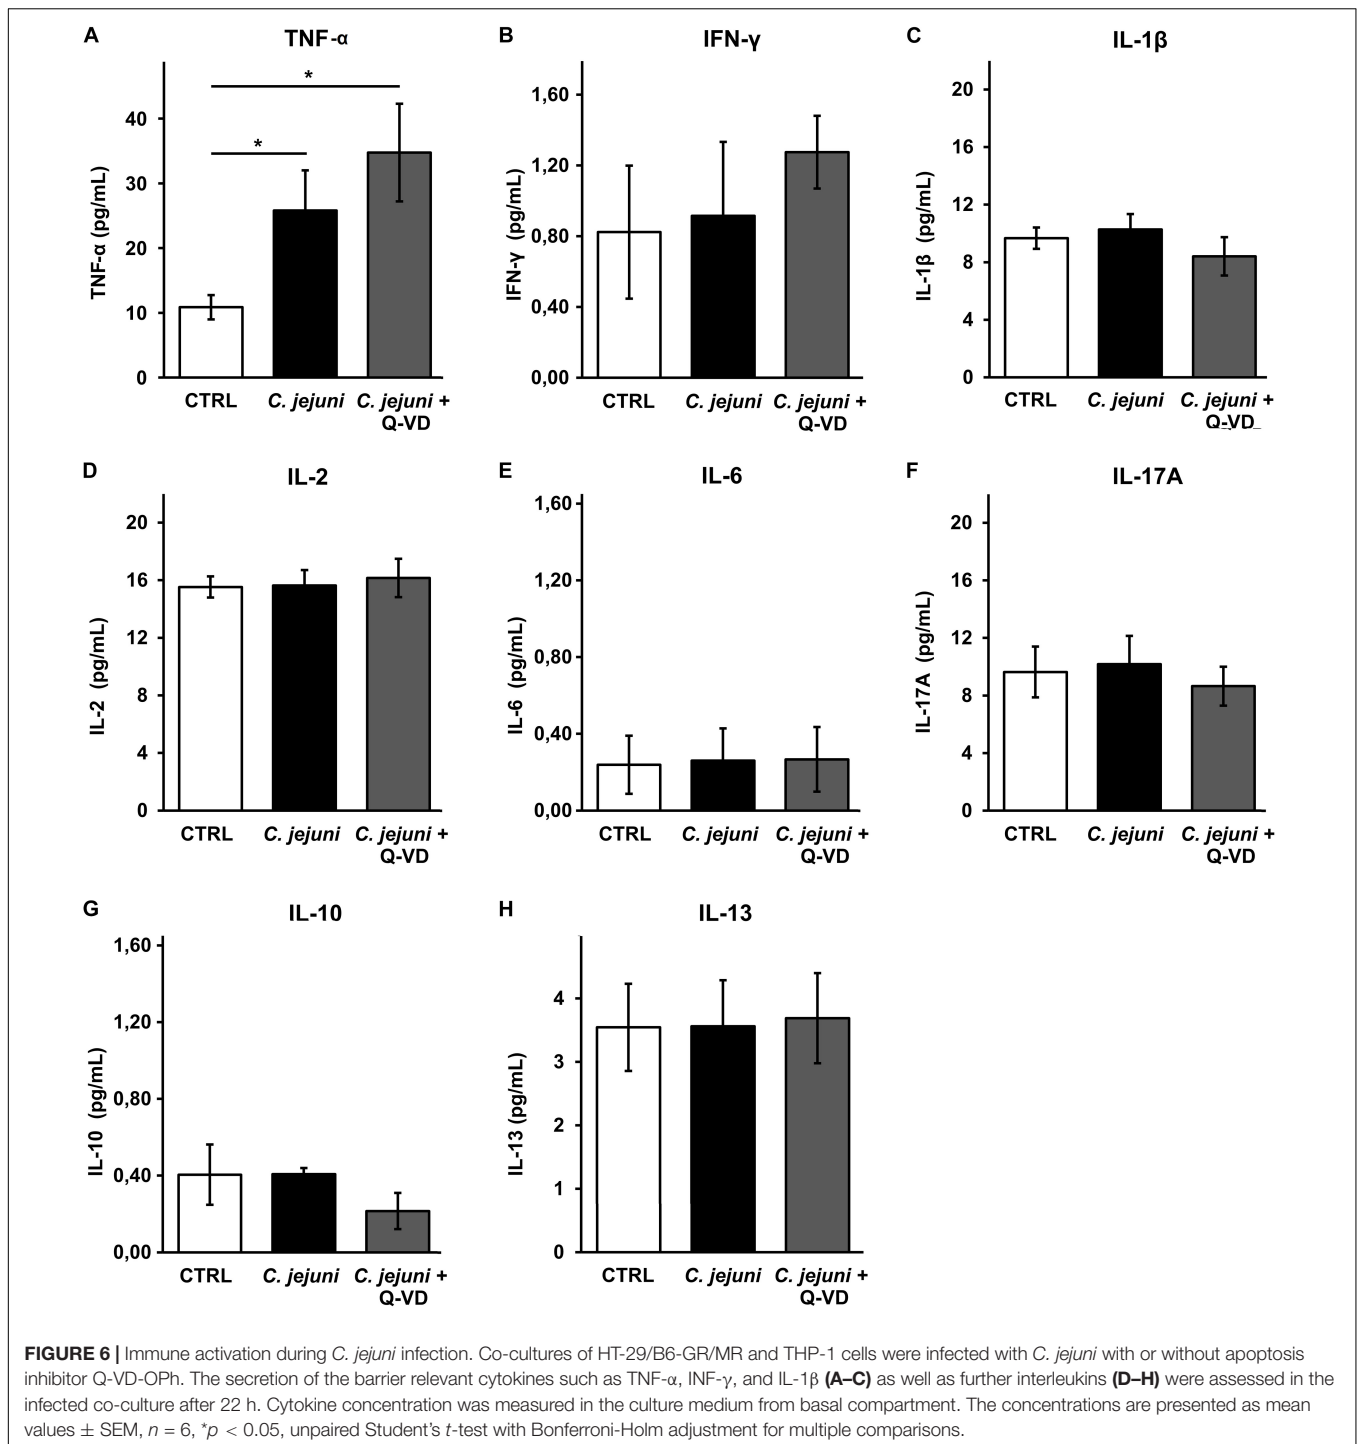 A
TNF-α
*
*
40
30
20
10
0
TNF-α (pg/mL)
CTRL
C. jejuni
C. jejuni +
Q-VD
B
IFN-γ
1,60
1,20
0,80
0,40
0,00
IFN-γ (pg/mL)
CTRL
C. jejuni
C. jejuni +
Q-VD
C
IL-1β
20
16
12
8
4
0
IL-1β (pg/mL)
CTRL
C. jejuni
C. jejuni +
Q-VD
D
IL-2
20
16
12
8
4
0
IL-2 (pg/mL)
CTRL
C. jejuni
C. jejuni +
Q-VD
E
IL-6
1,60
1,20
0,80
0,40
0,00
IL-6 (pg/mL)
CTRL
C. jejuni
C. jejuni +
Q-VD
F
IL-17A
20
16
12
8
4
0
IL-17A (pg/mL)
CTRL
C. jejuni
C. jejuni +
Q-VD
G
IL-10
1,60
1,20
0,80
0,40
0,00
IL-10 (pg/mL)
CTRL
C. jejuni
C. jejuni +
Q-VD
H
IL-13
4
3
2
1
0
IL-13 (pg/mL)
CTRL
C. jejuni
C. jejuni +
Q-VD
FIGURE 6 | Immune activation during C. jejuni infection. Co-cultures of HT-29/B6-GR/MR and THP-1 cells were infected with C. jejuni with or without apoptosis
inhibitor Q-VD-OPh. The secretion of the barrier relevant cytokines such as TNF-α, INF-γ, and IL-1β (A–C) as well as further interleukins (D–H) were assessed in the
infected co-culture after 22 h. Cytokine concentration was measured in the culture medium from basal compartment. The concentrations are presented as mean
values ± SEM, n = 6, *p < 0.05, unpaired Student's t-test with Bonferroni-Holm adjustment for multiple comparisons.